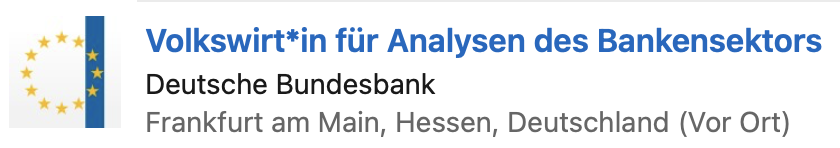 Volkswirt*in für Analysen des Bankensektors
Deutsche Bundesbank
Frankfurt am Main, Hessen, Deutschland (Vor Ort)